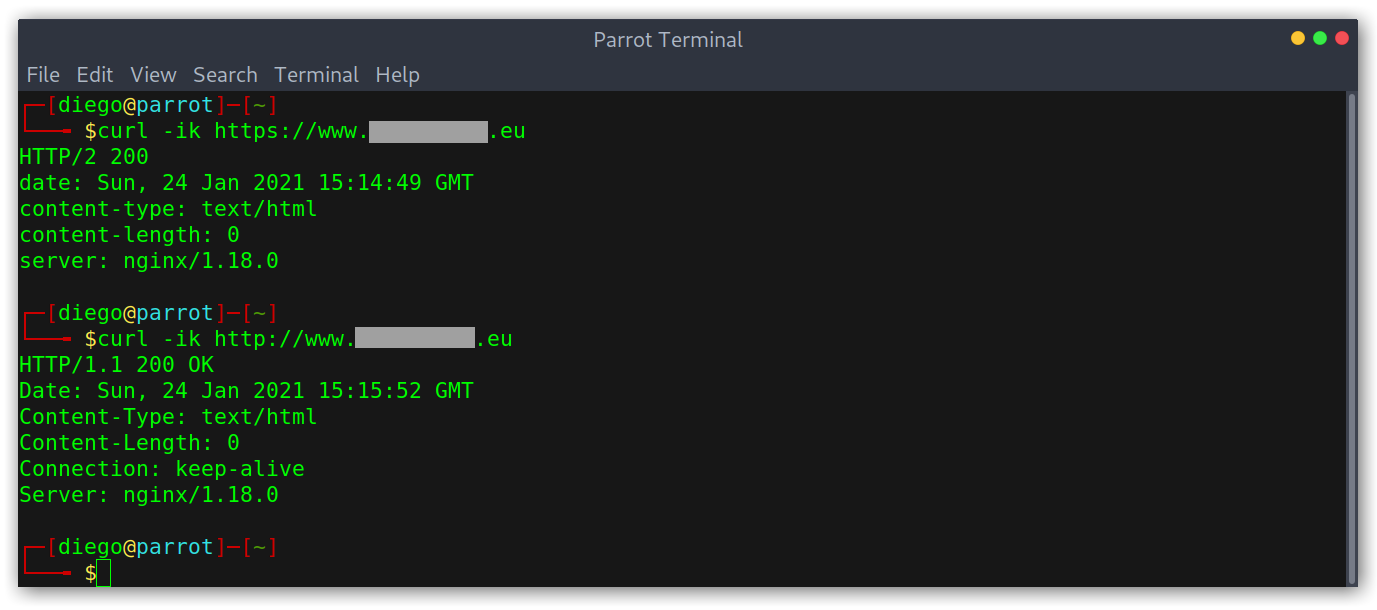 Parrot Terminal
File Edit View Search Terminal Help
┌─[diego@parrot]─[~]
└──╼ $curl -ik https://www. .eu
HTTP/2 200
date: Sun, 24 Jan 2021 15:14:49 GMT
content-type: text/html
content-length: 0
server: nginx/1.18.0
┌─[diego@parrot]─[~]
└──╼ $curl -ik http://www. .eu
HTTP/1.1 200 OK
Date: Sun, 24 Jan 2021 15:15:52 GMT
Content-Type: text/html
Content-Length: 0
Connection: keep-alive
Server: nginx/1.18.0
┌─[diego@parrot]─[~]
└──╼ $